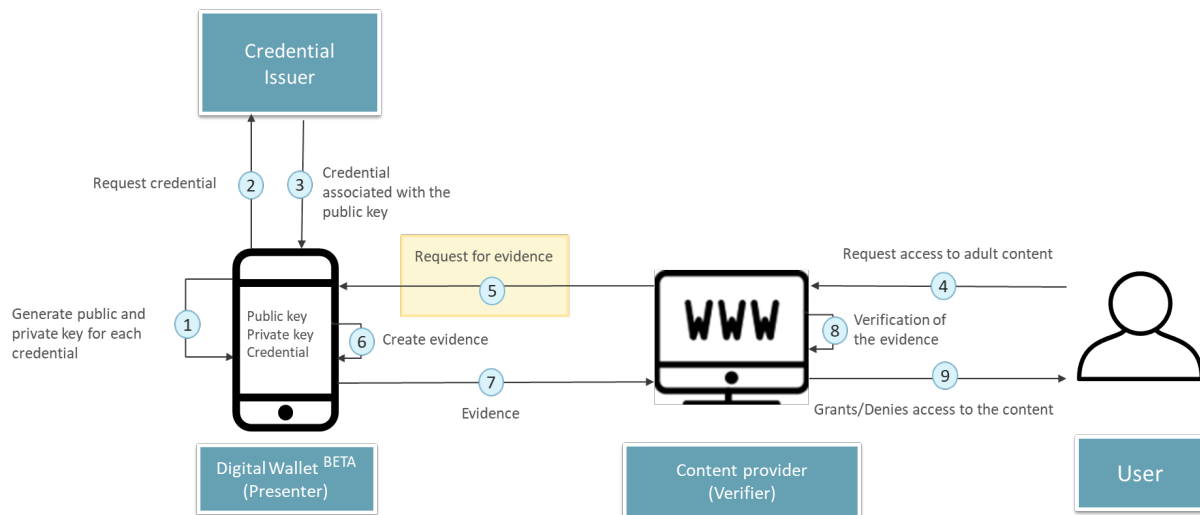 Credential
Issuer
Request credential
2
3
Credential
associated with the
public key
Request for evidence
5
Request access to adult content
4
Generate public and
private key for each
credential
1
Public key
Private key
Credential
6
Create evidence
WWW
8
Verification of
the evidence
7
Evidence
9
Grants/Denies access to the content
Digital Wallet BETA
(Presenter)
Content provider
(Verifier)
User